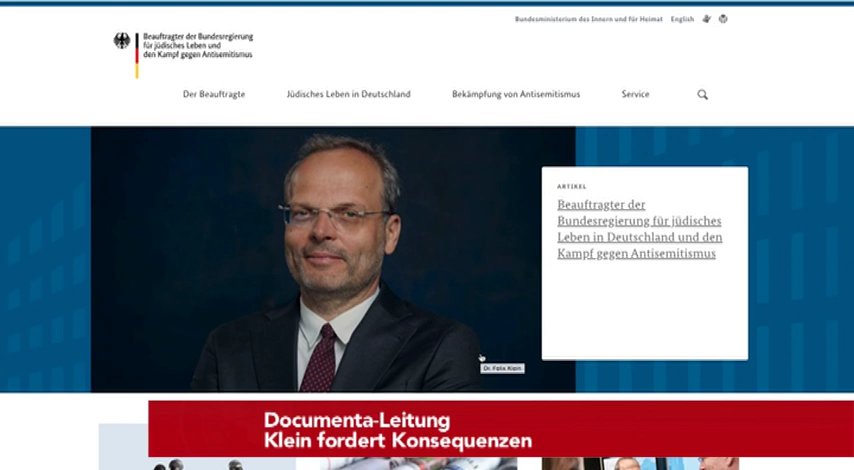 Bundesministerium des Innern und für Heimat English
Beauftragter der Bundesregierung
für jüdisches Leben und
den Kampf gegen Antisemitismus
Der Beauftragte Jüdisches Leben in Deutschland Bekämpfung von Antisemitismus Service
ARTIKEL
Beauftragter der
Bundesregierung für jüdisches
Leben in Deutschland und den
Kampf gegen Antisemitismus
Dr. Felix Klein
Documenta-Leitung
Klein fordert Konsequenzen